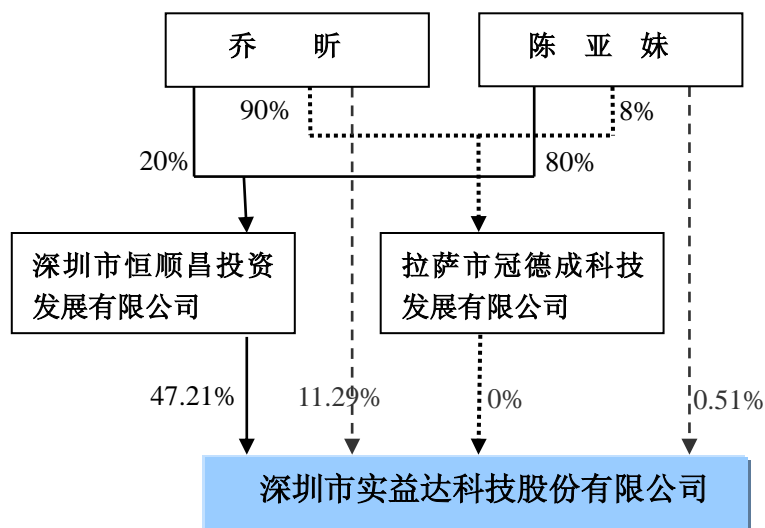 乔 昕
陈 亚 妹
90%
8%
20%
80%
深圳市恒顺昌投资
发展有限公司
拉萨市冠德成科技
发展有限公司
47.21%
11.29%
0%
0.51%
深圳市实益达科技股份有限公司